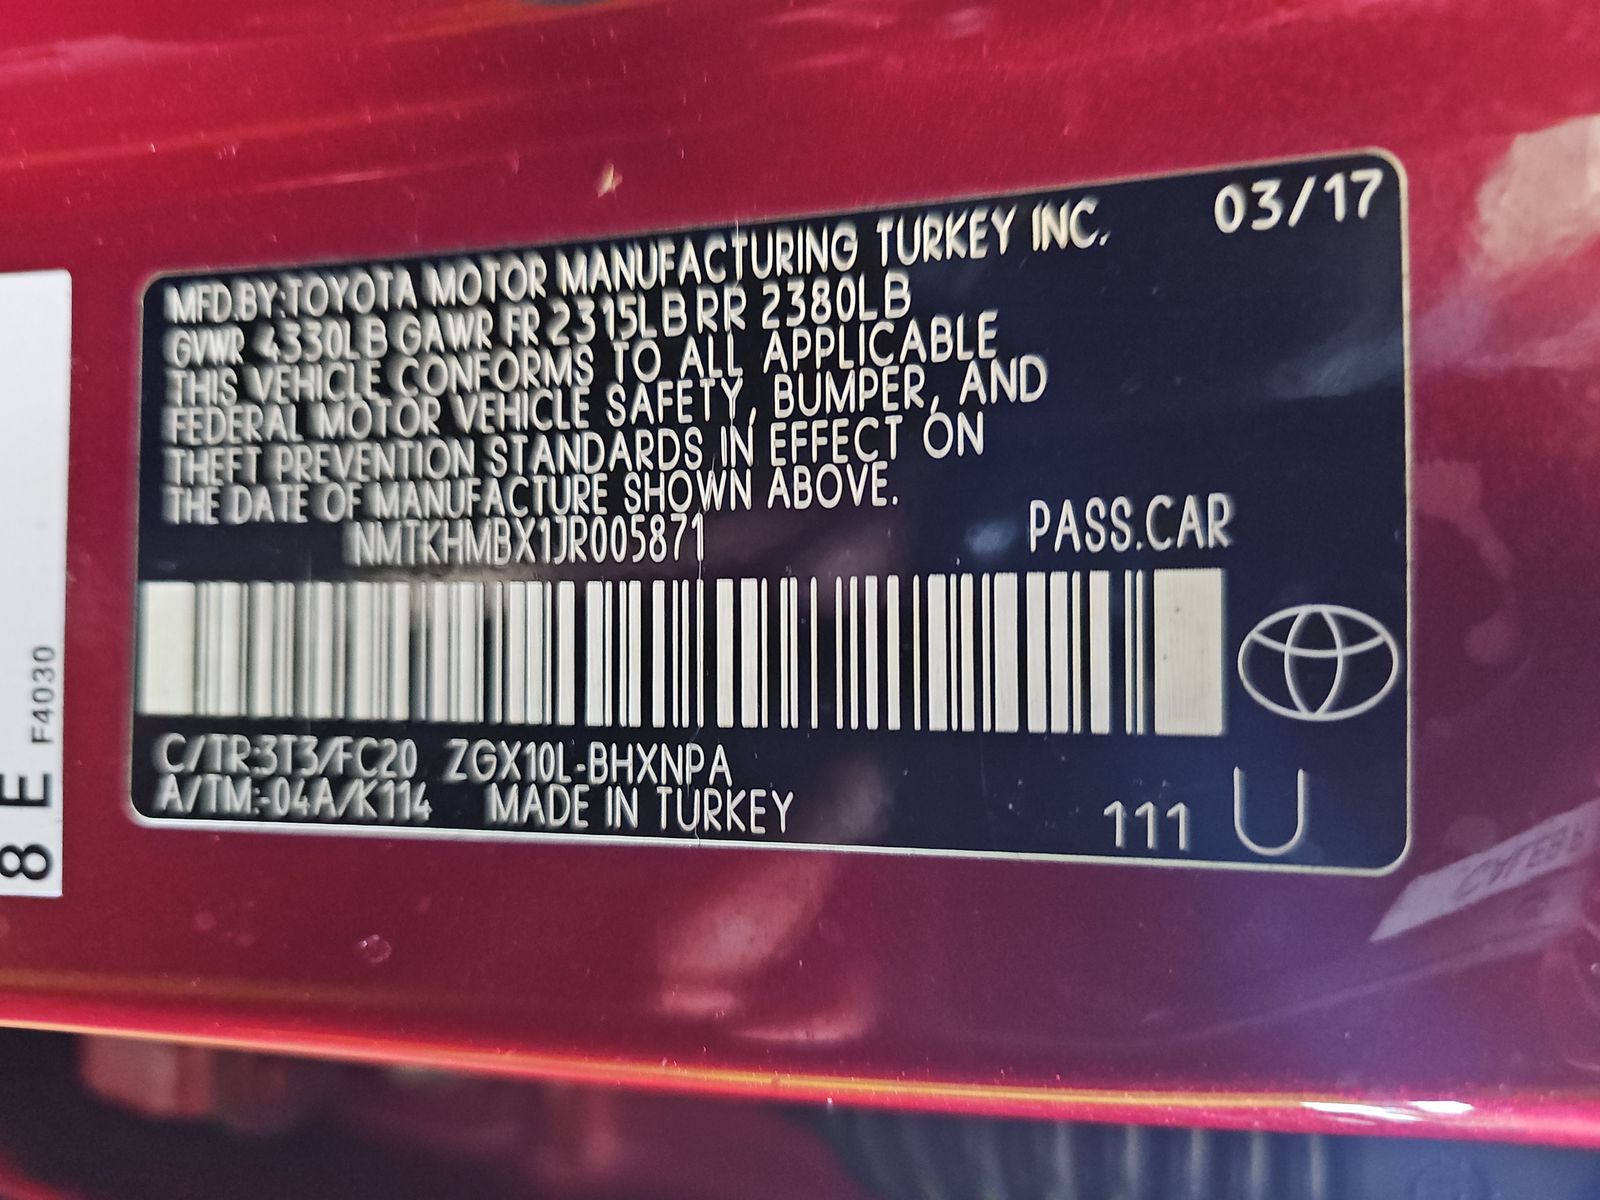 03/17
MFD.BY:TOYOTA MOTOR MANUFACTURING TURKEY INC.
GVWR 4330LB GAWR FR 2315LB RR 2380LB
THIS VEHICLE CONFORMS TO ALL APPLICABLE
FEDERAL MOTOR VEHICLE SAFETY, BUMPER, AND
THEFT PREVENTION STANDARDS IN EFFECT ON
THE DATE OF MANUFACTURE SHOWN ABOVE.
NMTKHMBX1JR005871 PASS.CAR
C/TR:3T3/FC20 ZGX10L-BHXNPA
A/TM:-04A/K114 MADE IN TURKEY
111 U
8 E F4030